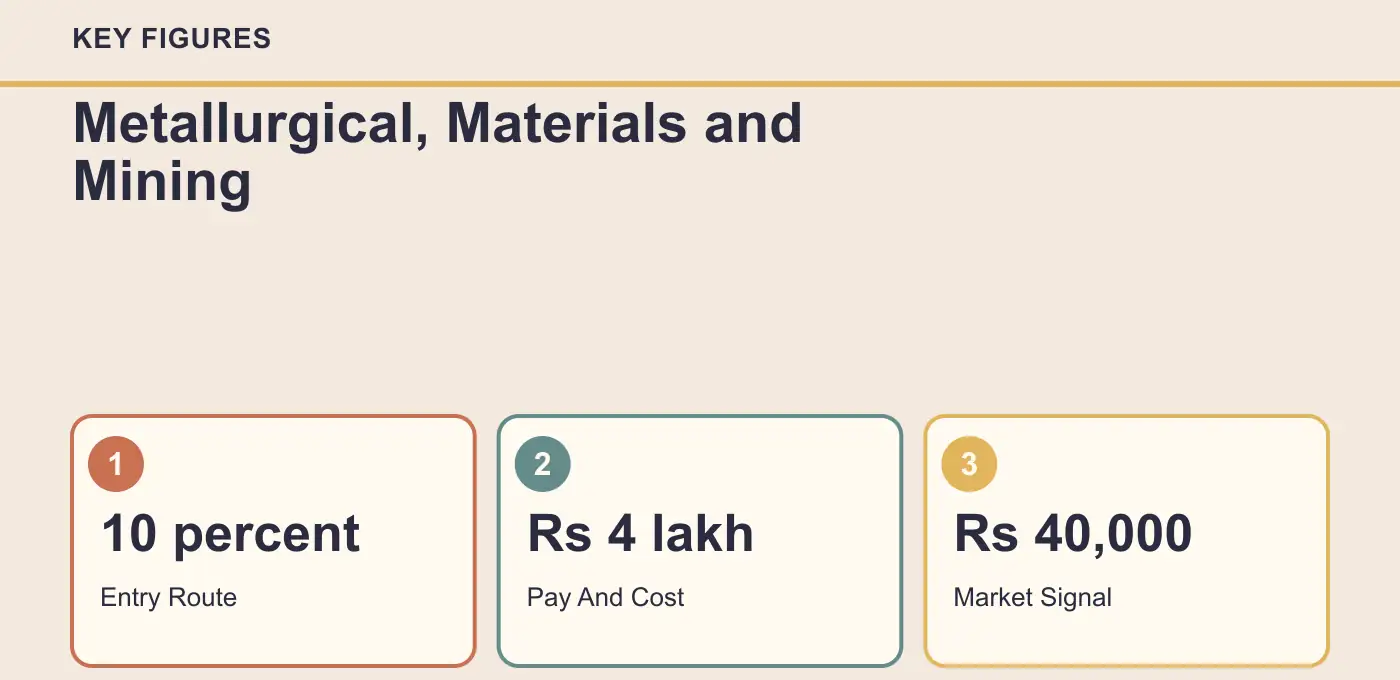 KEY FIGURES
Metallurgical, Materials and
Mining
1
10 percent
Entry Route
2
Rs 4 lakh
Pay And Cost
3
Rs 40,000
Market Signal